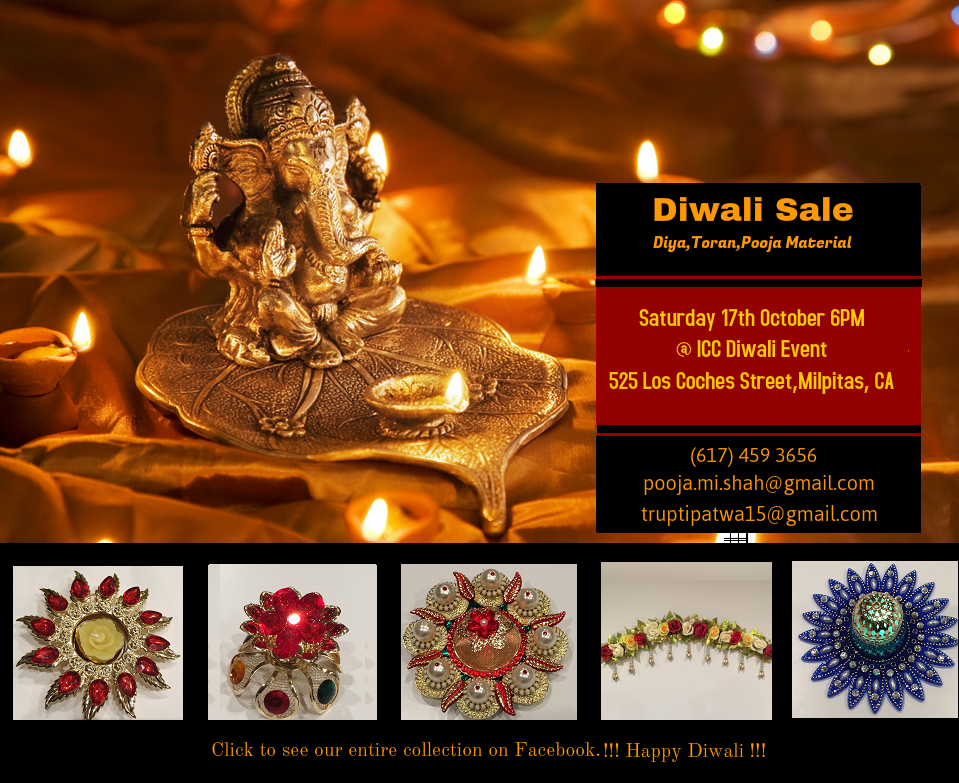 Diwali Sale
Diya,Toran,Pooja Material
Saturday 17th October 6PM
@ ICC Diwali Event
525 Los Coches Street,Milpitas, CA
(617) 459 3656
pooja.mi.shah@gmail.com
truptipatwa15@gmail.com
Click to see our entire collection on Facebook.!!! Happy Diwali !!!